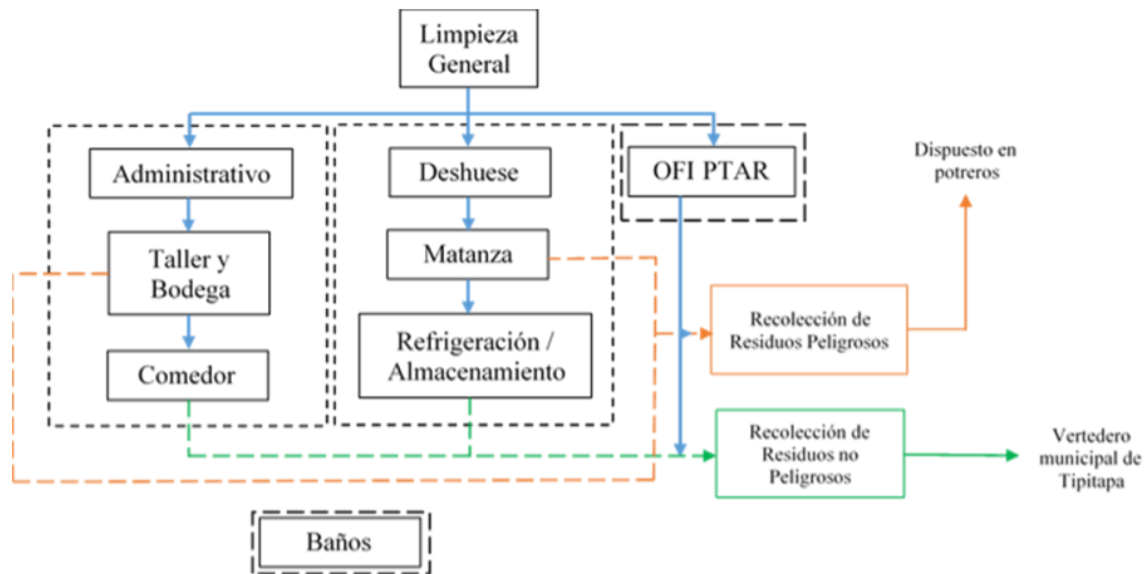 Limpieza
General
Administrativo
Deshuese
OFI PTAR
Dispuesto en
potreros
Taller y
Bodega
Matanza
Comedor
Refrigeración /
Almacenamiento
Recolección de
Residuos Peligrosos
Recolección de
Residuos no
Peligrosos
Vertedero
municipal de
Tipitapa
Baños